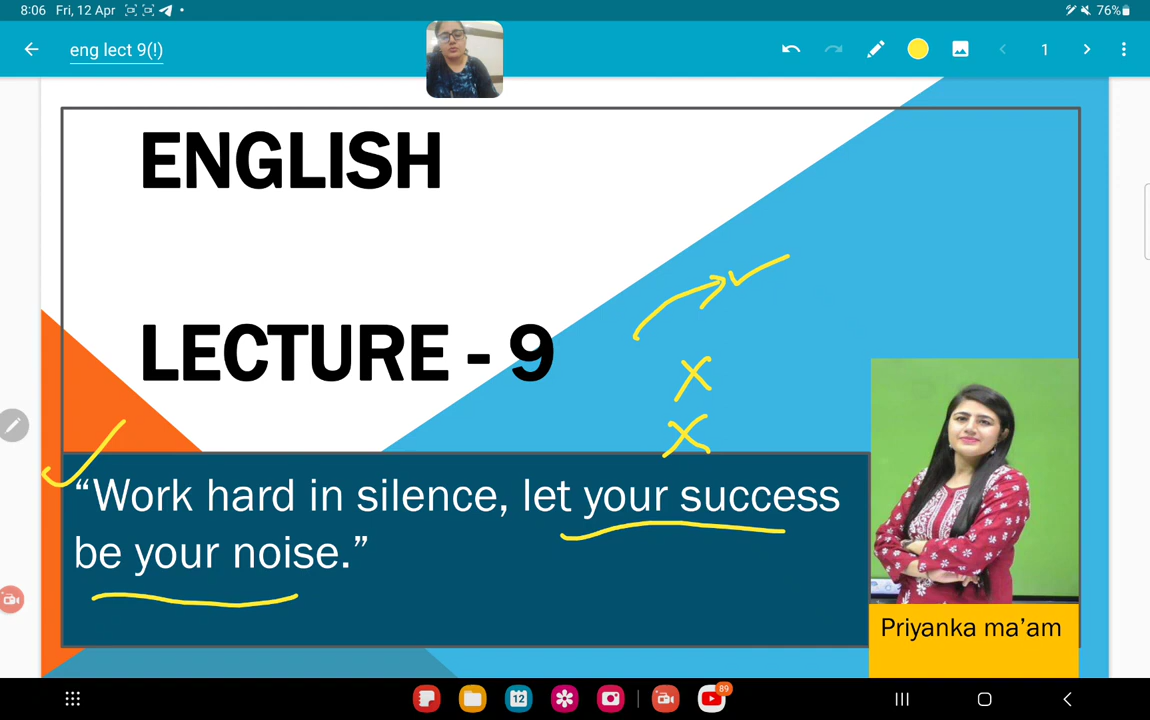 8:06 Fri, 12 Apr 76%
eng lect 9(!)
1
ENGLISH
LECTURE - 9
“Work hard in silence, let your success
be your noise.”
Priyanka ma’am
12
89